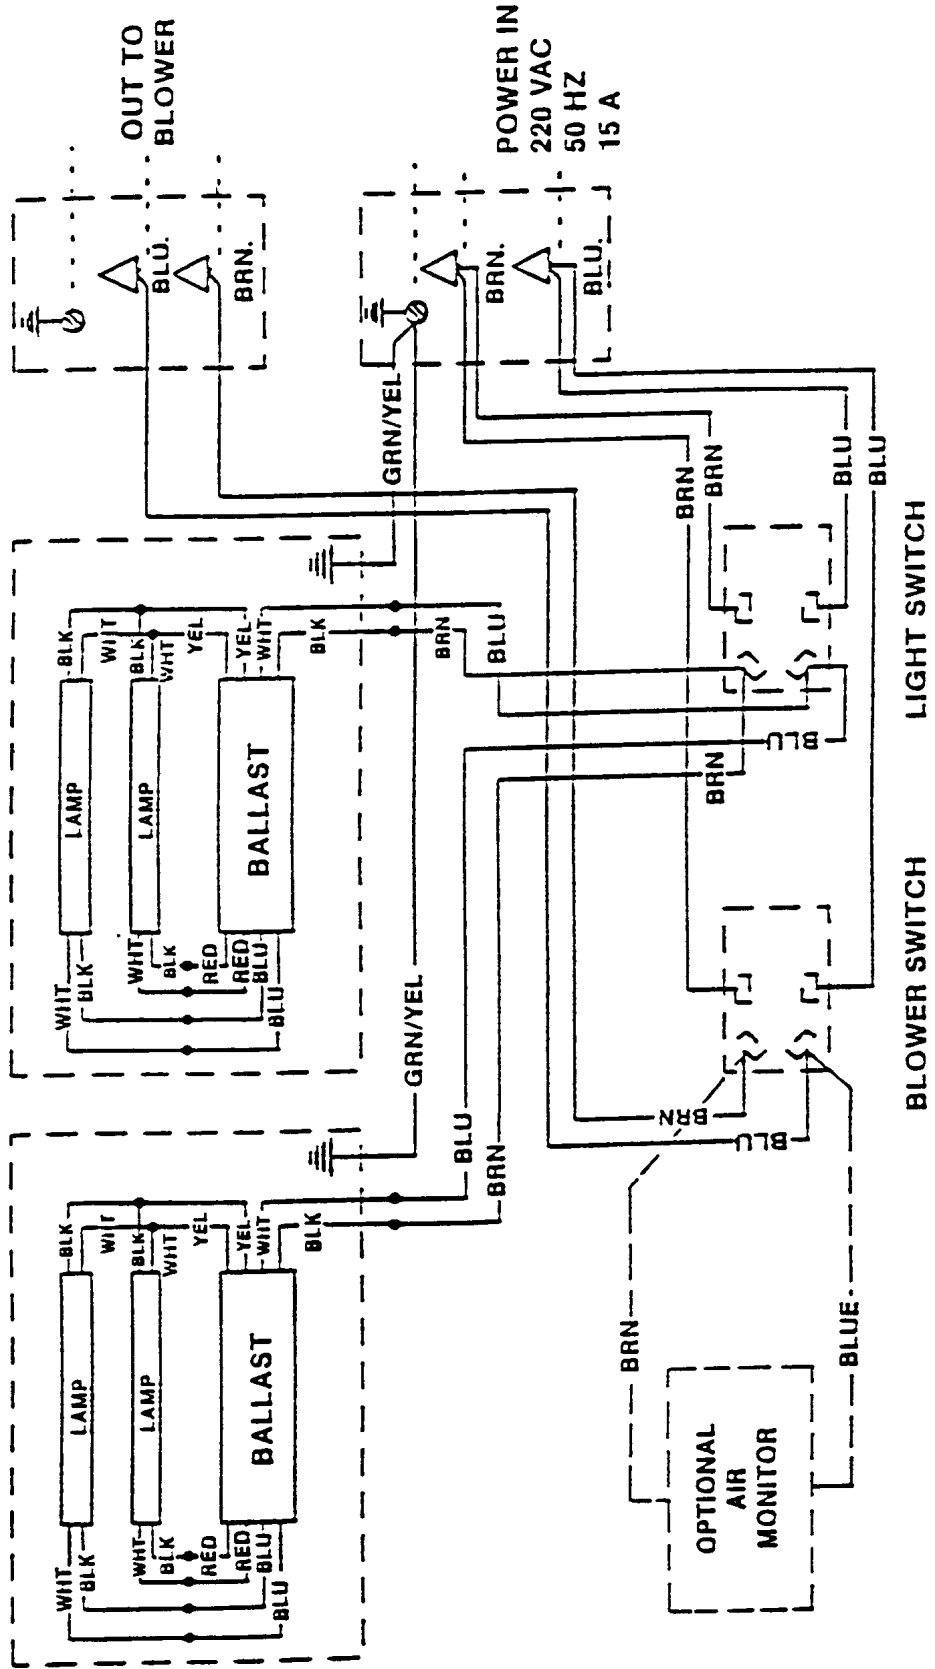 OUT TO
BLOWER
BLU.
BRN.
POWER IN
220 VAC
50 HZ
15 A
BRN.
BLU.
GRN/YEL
BRN
BRN
BLU
BLU
LIGHT SWITCH
BLK
WHT
BLK
WHT
YEL
YEL
WHT
BLK
BRN
BLU
LAMP
LAMP
BALLAST
WHT
BLK
WHT
BLK
RED
RED
BLU
BLU
GRN/YEL
BLU
BRN
BLOWER SWITCH
BRN
BLU
BLU
BRN
BLK
WHT
BLK
WHT
YEL
YEL
WHT
BLK
LAMP
LAMP
BALLAST
WHT
BLK
WHT
BLK
RED
RED
BLU
BLU
BRN
BLUE
OPTIONAL
AIR
MONITOR